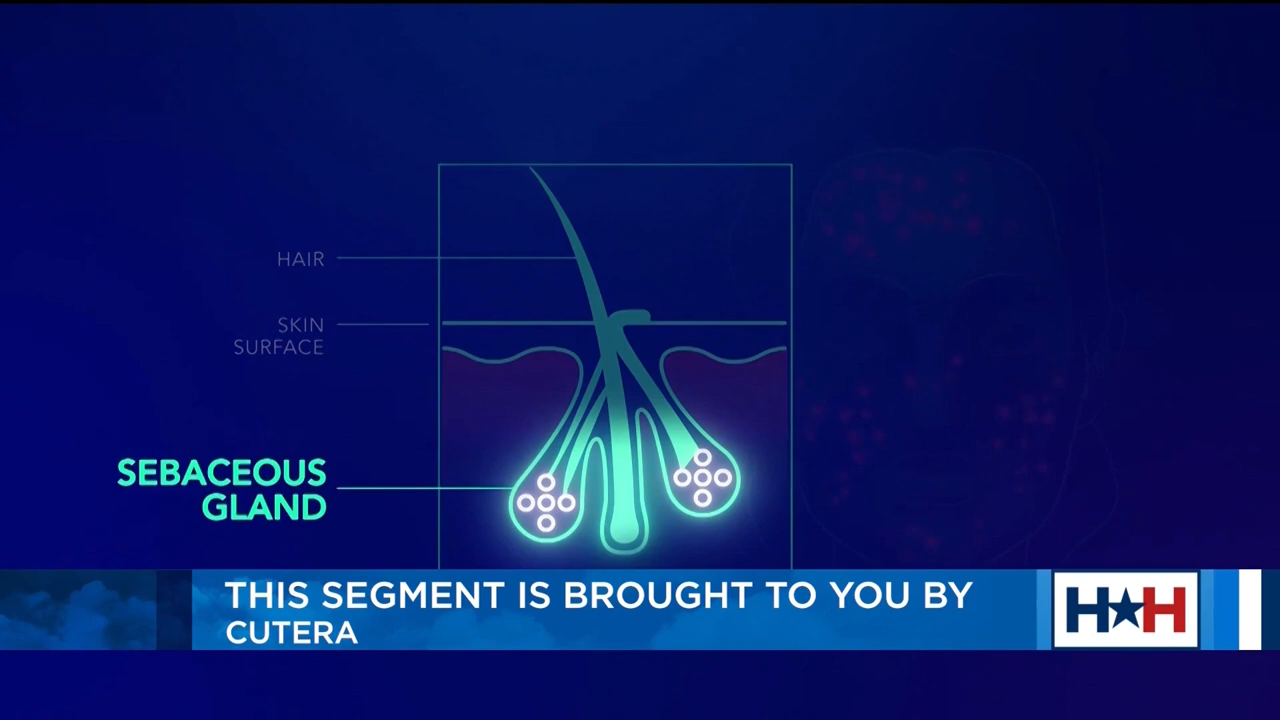 HAIR
SKIN
SURFACE
SEBACEOUS
GLAND
THIS SEGMENT IS BROUGHT TO YOU BY
CUTERA
H★H